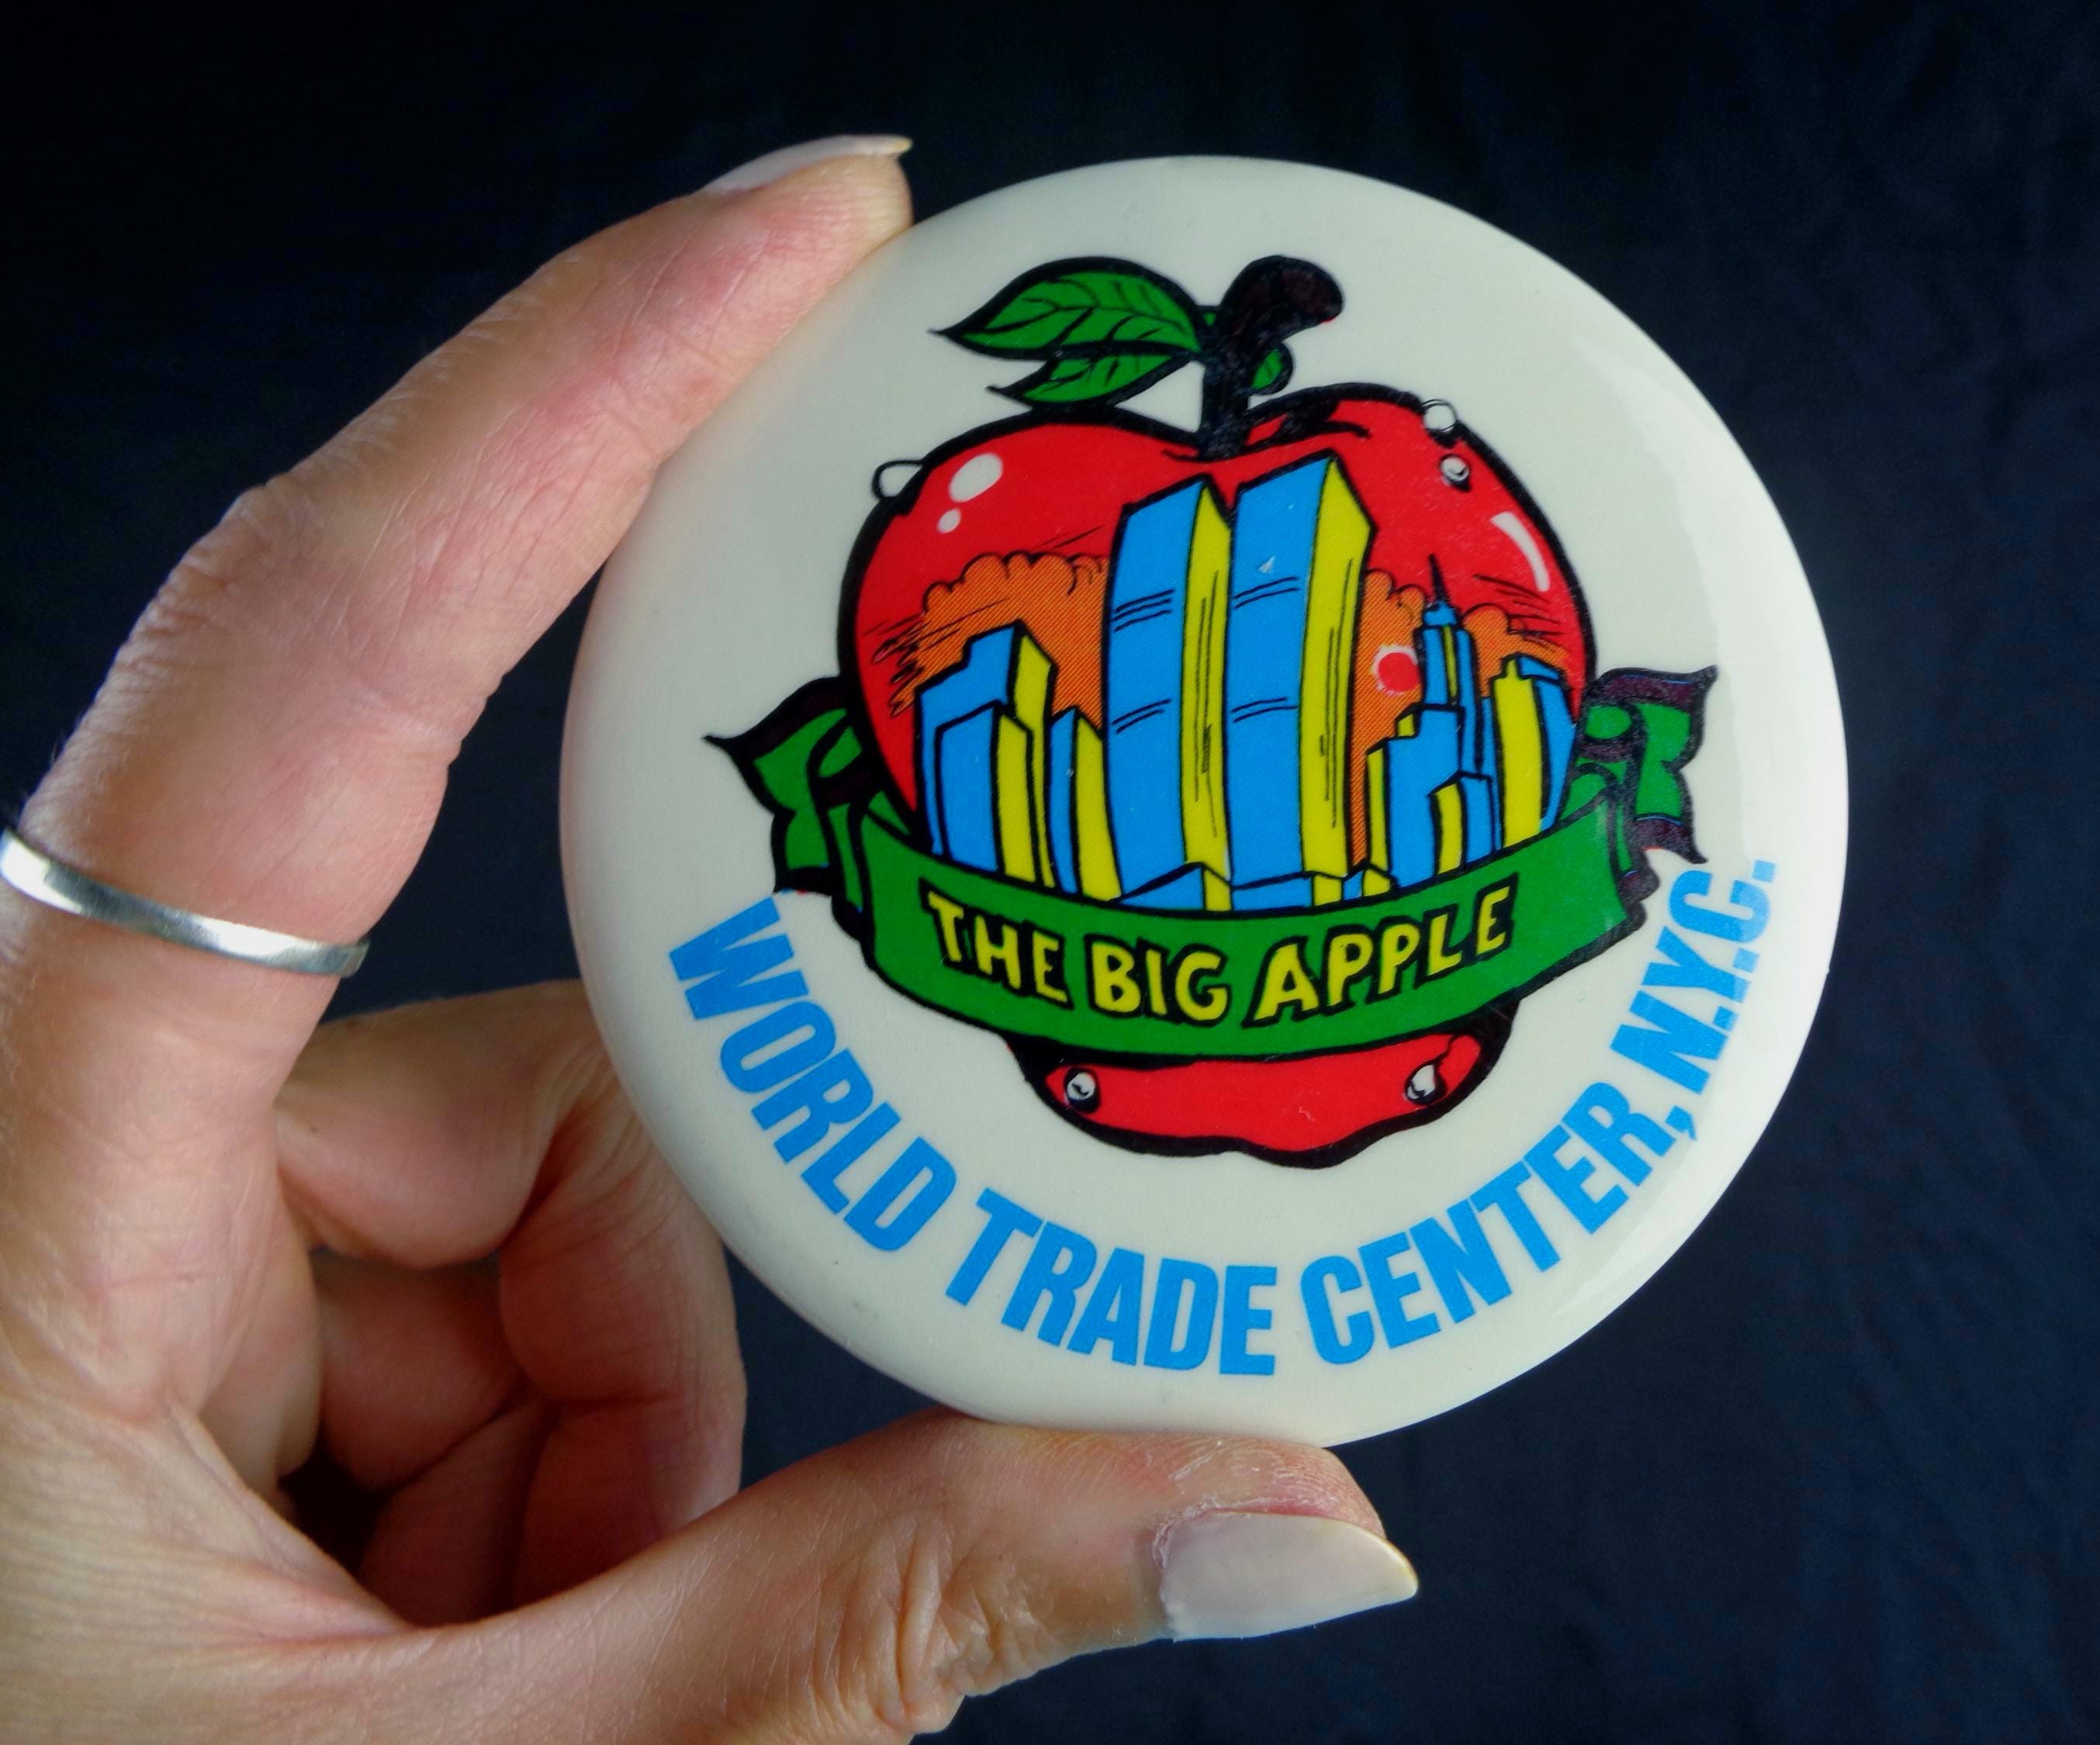 THE BIG APPLE
WORLD TRADE CENTER, N.Y.C.